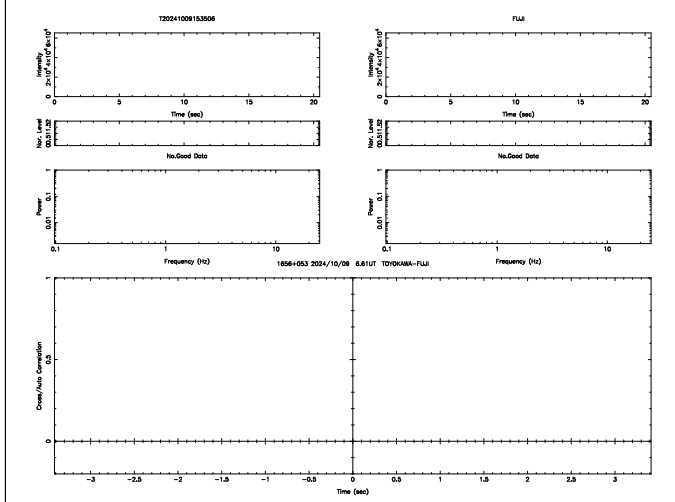 T20241009153506 FUJI
Intensity 0 2×10⁴ 4×10⁴ 6×10⁴ Intensity 0 2×10⁴ 4×10⁴ 6×10⁴
0 5 10 15 20 0 5 10 15 20
Time (sec) Time (sec)
Nor. Level 00.511.52 Nor. Level 00.511.52
No.Good Data No.Good Data
Power 0.01 0.1 1 Power 0.01 0.1 1
0.1 1 10 0.1 1 10
Frequency (Hz) Frequency (Hz)
1656+053 2024/10/09 6.61UT TOYOKAWA-FUJI
Cross/Auto Correlation 0 0.5 1
-3 -2.5 -2 -1.5 -1 -0.5 0 0.5 1 1.5 2 2.5 3
Time (sec)